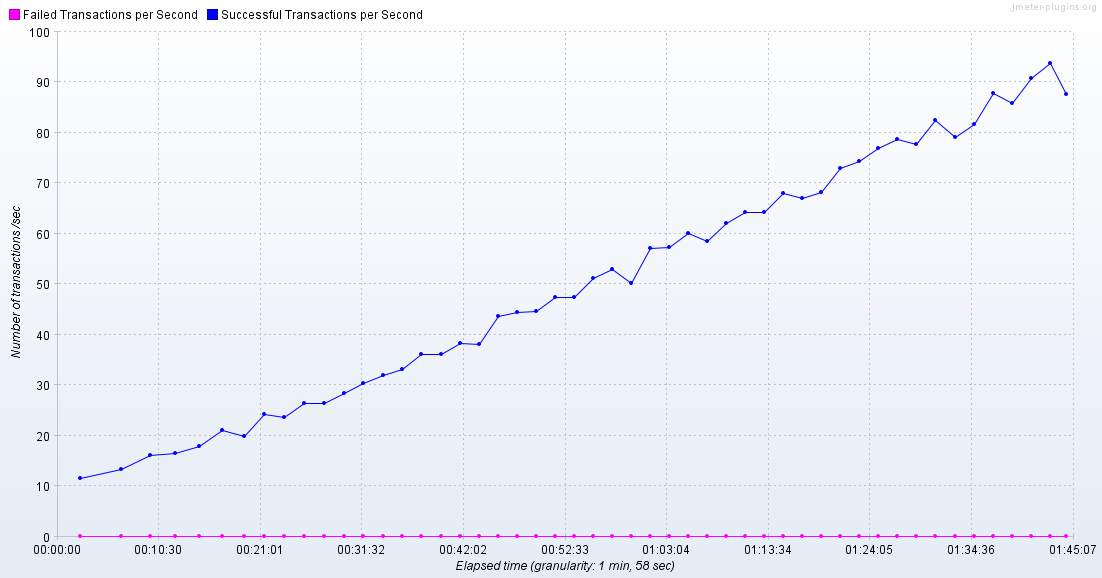 jmeter-plugins.org
Failed Transactions per Second Successful Transactions per Second
100
90
80
70
60
50
40
30
20
10
0
Number of transactions /sec
00:00:00 00:10:30 00:21:01 00:31:32 00:42:02 00:52:33 01:03:04 01:13:34 01:24:05 01:34:36 01:45:07
Elapsed time (granularity: 1 min, 58 sec)